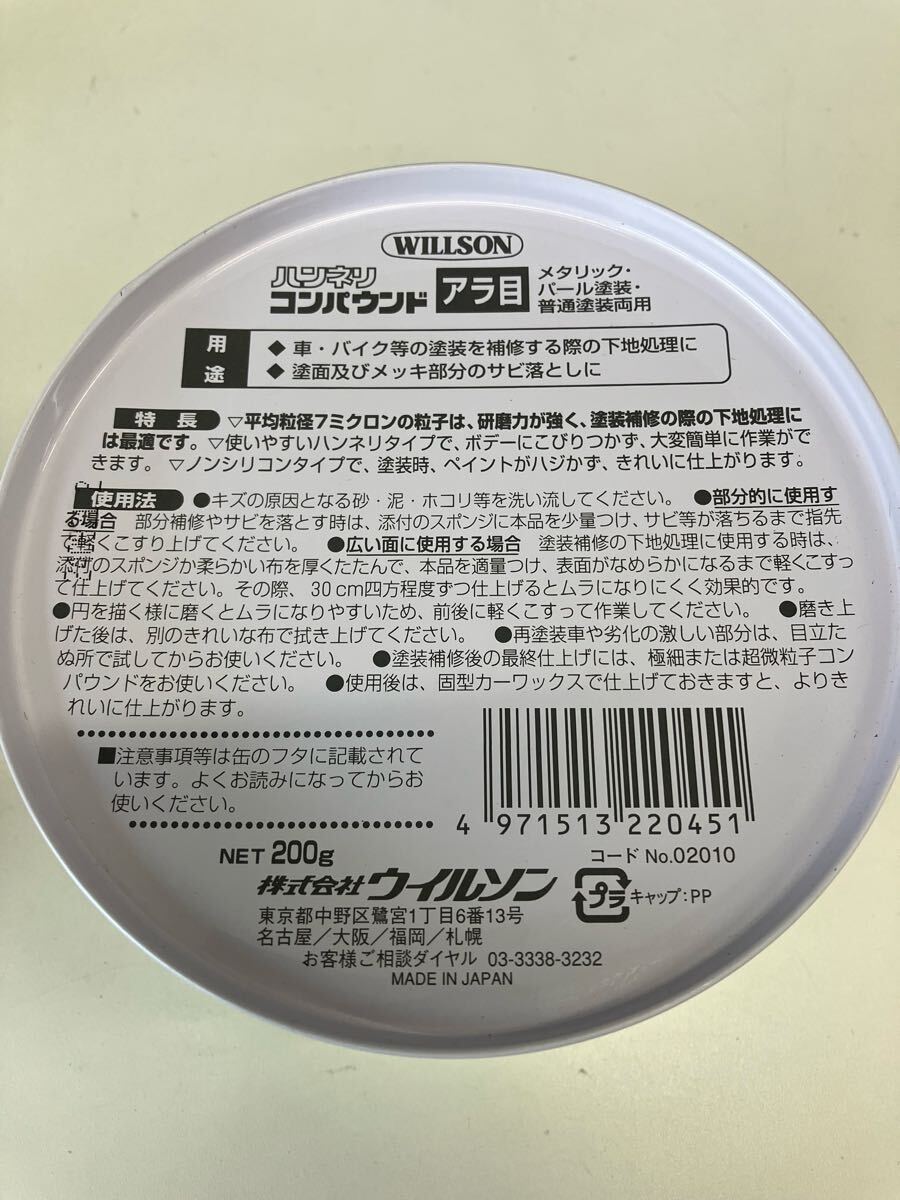 WILLSON
ハンネリ
コンパウンド
アラ目
メタリック・
パール塗装・
普通塗装両用
用途
◆車・バイク等の塗装を補修する際の下地処理に
◆塗面及びメッキ部分のサビ落としに
特長 ▽平均粒径7ミクロンの粒子は、研磨力が強く、塗装補修の際の下地処理に
は最適です。▽使いやすいハンネリタイプで、ボデーにこびりつかず、大変簡単に作業がで
きます。▽ノンシリコンタイプで、塗装時、ペイントがハジかず、きれいに仕上がります。
使用法 ●キズの原因となる砂・泥・ホコリ等を洗い流してください。●部分的に使用す
る場合 部分補修やサビを落とす時は、添付のスポンジに本品を少量つけ、サビ等が落ちるまで指先
で軽くこすり上げてください。●広い面に使用する場合 塗装補修の下地処理に使用する時は、
添付のスポンジか柔らかい布を厚くたたんで、本品を適量つけ、表面がなめらかになるまで軽くこすっ
て仕上げてください。その際、30cm四方程度ずつ仕上げるとムラになりにくく効果的です。
●円を描く様に磨くとムラになりやすいため、前後に軽くこすって作業してください。●磨き上
げた後は、別のきれいな布で拭き上げてください。●再塗装車や劣化の激しい部分は、目立た
ぬ所で試してからお使いください。●塗装補修後の最終仕上げには、極細または超微粒子コン
パウンドをお使いください。●使用後は、固型カーワックスで仕上げておきますと、よりき
れいに仕上がります。
■注意事項等は缶のフタに記載されて
います。よくお読みになってからお
使いください。
4 971513 220451
NET 200g
コード No.02010
株式会社ウイルソン
プラ
キャップ:PP
東京都中野区鷺宮1丁目6番13号
名古屋/大阪/福岡/札幌
お客様ご相談ダイヤル 03-3338-3232
MADE IN JAPAN